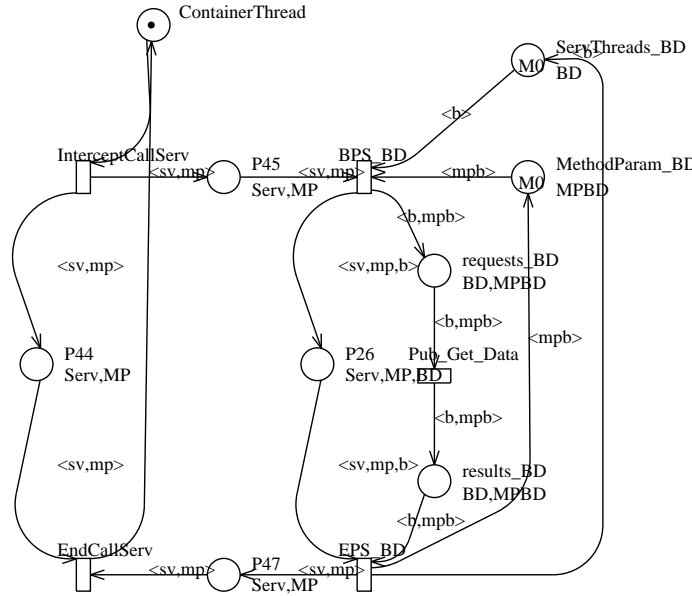 ContainerThread
ServThreads_BD
<b>
M0
BD
<b>
InterceptCallServ
<sv,mp>
P45
Serv,MP
<sv,mp>
BPS_BD
<mpb>
MethodParam_BD
M0
MPBD
<b,mpb>
<sv,mp>
<sv,mp,b>
requests_BD
BD,MPBD
<b,mpb>
<mpb>
P44
Serv,MP
P26
Serv,MP,BD
Pub_Get_Data
<b,mpb>
<sv,mp>
<sv,mp,b>
results_BD
BD,MPBD
<b,mpb>
EndCallServ
<sv,mp>
P47
Serv,MP
<sv,mp>
EPS_BD